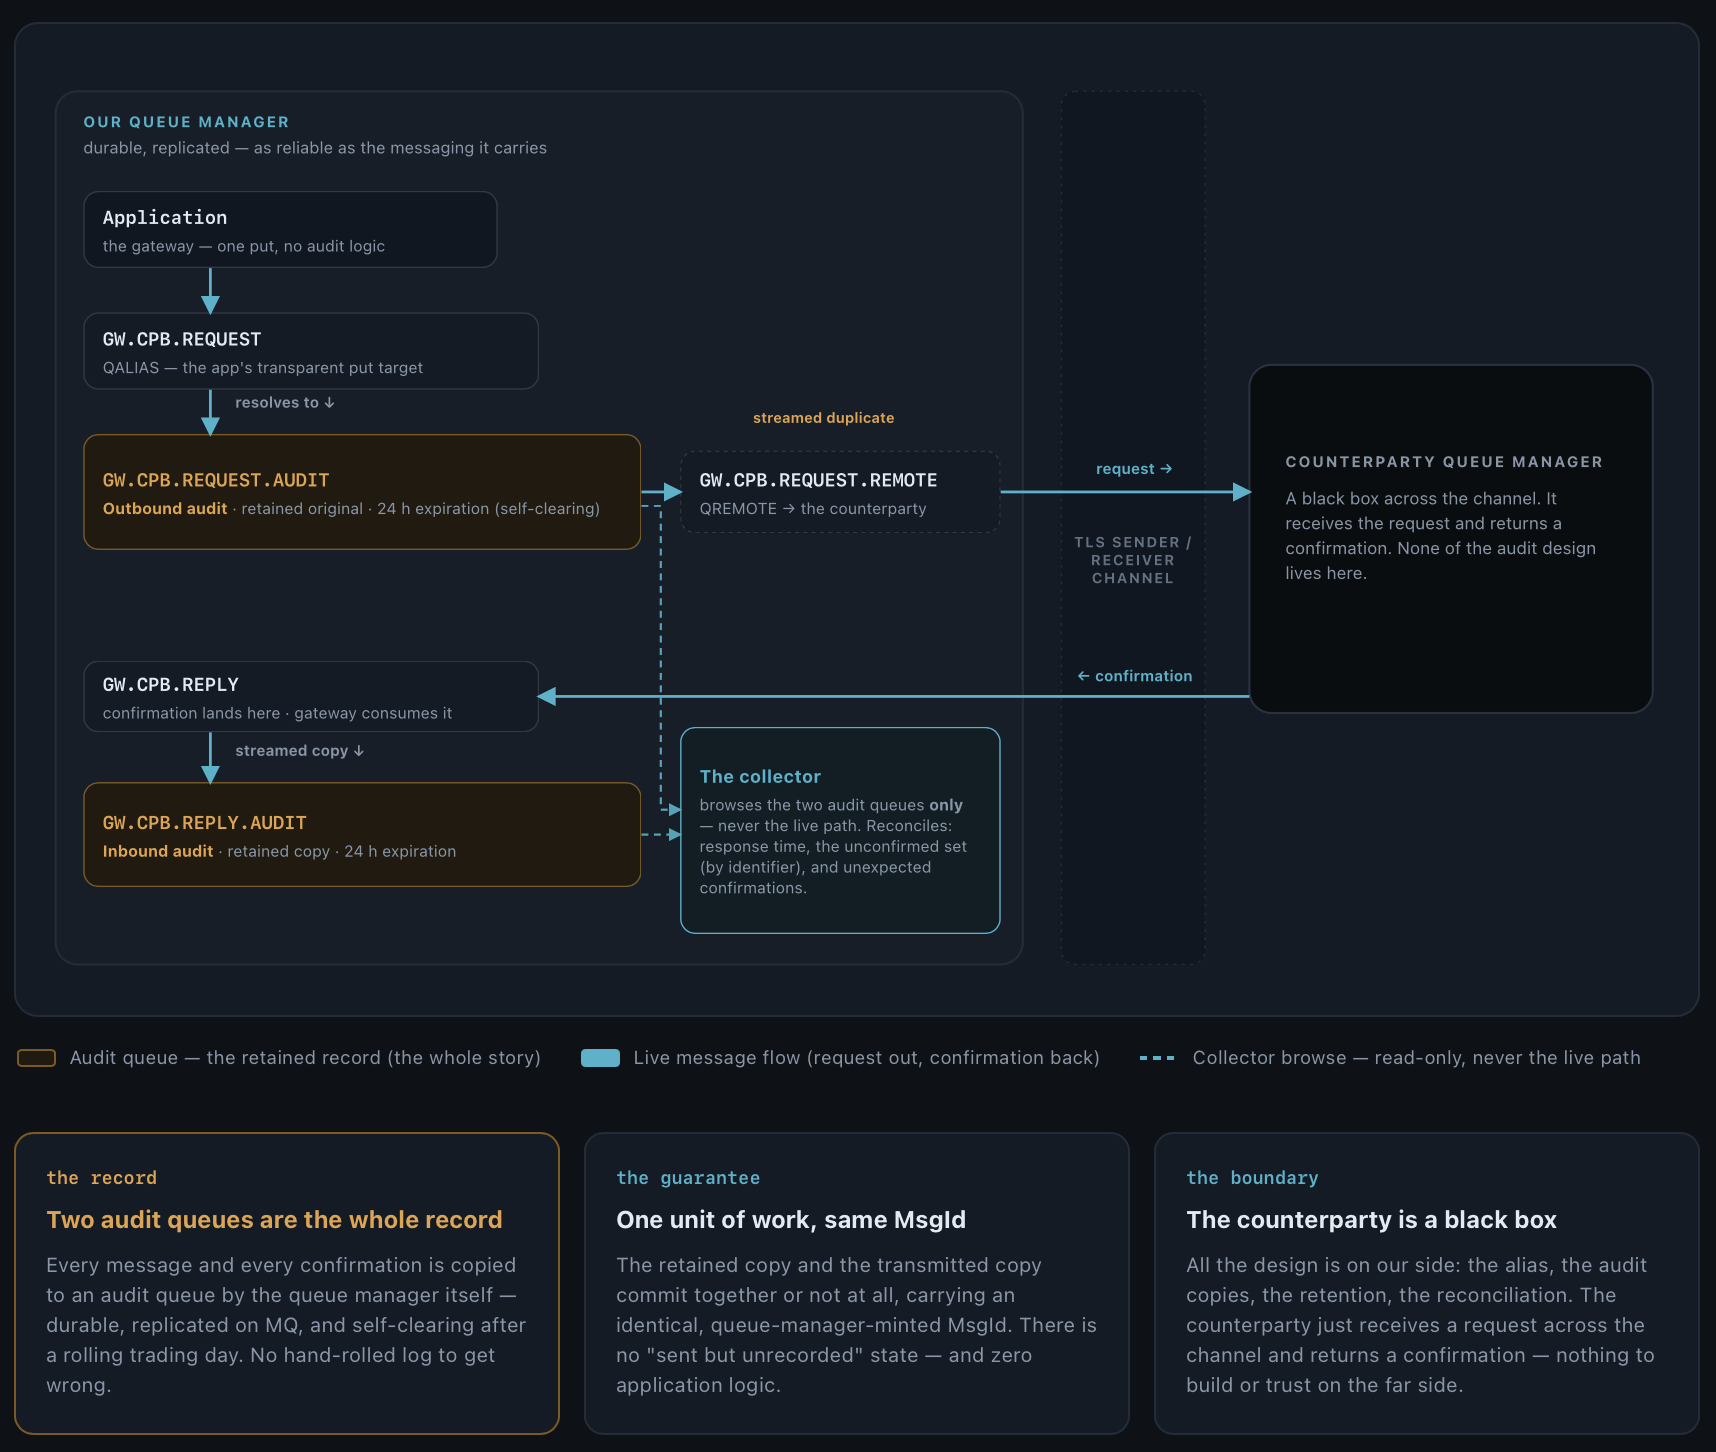 OUR QUEUE MANAGER
durable, replicated — as reliable as the messaging it carries
Application
the gateway — one put, no audit logic
GW.CPB.REQUEST
QALIAS — the app's transparent put target
resolves to ↓
streamed duplicate
GW.CPB.REQUEST.AUDIT
Outbound audit · retained original · 24 h expiration (self-clearing)
GW.CPB.REQUEST.REMOTE
QREMOTE → the counterparty
request →
TLS SENDER /
RECEIVER
CHANNEL
COUNTERPARTY QUEUE MANAGER
A black box across the channel. It
receives the request and returns a
confirmation. None of the audit design
lives here.
← confirmation
GW.CPB.REPLY
confirmation lands here · gateway consumes it
streamed copy ↓
GW.CPB.REPLY.AUDIT
Inbound audit · retained copy · 24 h expiration
The collector
browses the two audit queues only
— never the live path. Reconciles:
response time, the unconfirmed set
(by identifier), and unexpected
confirmations.
Audit queue — the retained record (the whole story)
Live message flow (request out, confirmation back)
Collector browse — read-only, never the live path
the record
Two audit queues are the whole record
Every message and every confirmation is copied
to an audit queue by the queue manager itself —
durable, replicated on MQ, and self-clearing after
a rolling trading day. No hand-rolled log to get
wrong.
the guarantee
One unit of work, same MsgId
The retained copy and the transmitted copy
commit together or not at all, carrying an
identical, queue-manager-minted MsgId. There is
no "sent but unrecorded" state — and zero
application logic.
the boundary
The counterparty is a black box
All the design is on our side: the alias, the audit
copies, the retention, the reconciliation. The
counterparty just receives a request across the
channel and returns a confirmation — nothing to
build or trust on the far side.